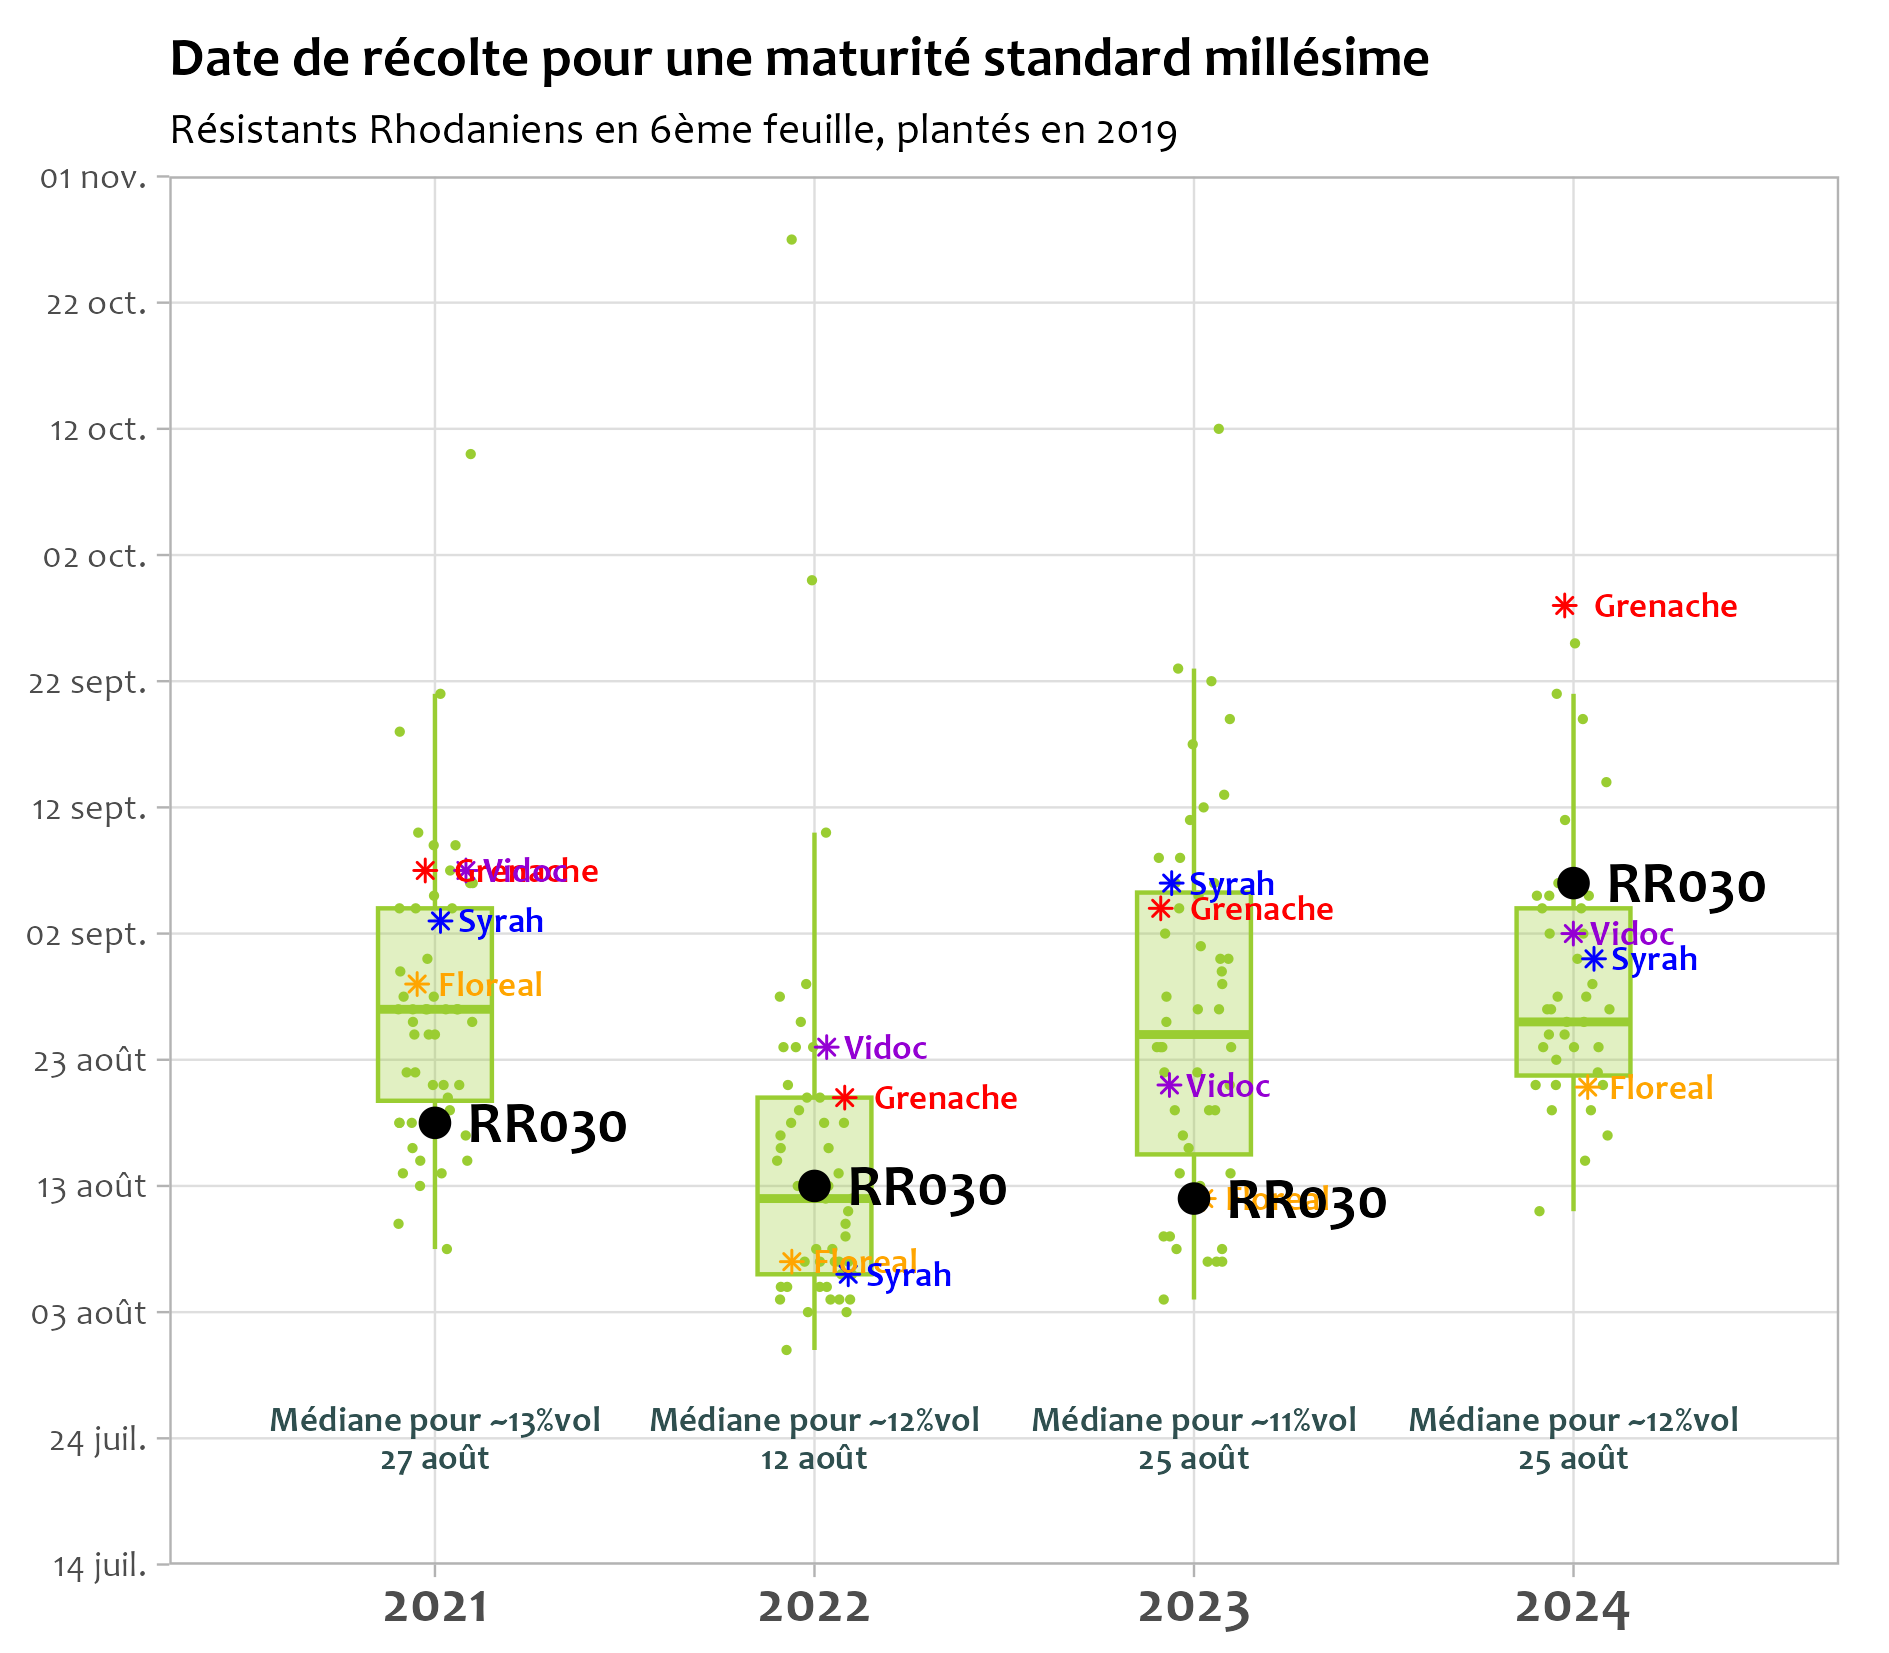 Date de récolte pour une maturité standard millésime
Résistants Rhodaniens en 6ème feuille, plantés en 2019
01 nov.
22 oct.
12 oct.
02 oct.
22 sept.
12 sept.
02 sept.
23 août
13 août
03 août
24 juil.
14 juil.
Grenache
Vidoc
Syrah
Floreal
RR030
Médiane pour ~13%vol
27 août
Vidoc
Grenache
RR030
Floreal
Syrah
Médiane pour ~12%vol
12 août
Syrah
Grenache
Vidoc
Floreal
RR030
Médiane pour ~11%vol
25 août
Grenache
RR030
Vidoc
Syrah
Floreal
Médiane pour ~12%vol
25 août
2021
2022
2023
2024